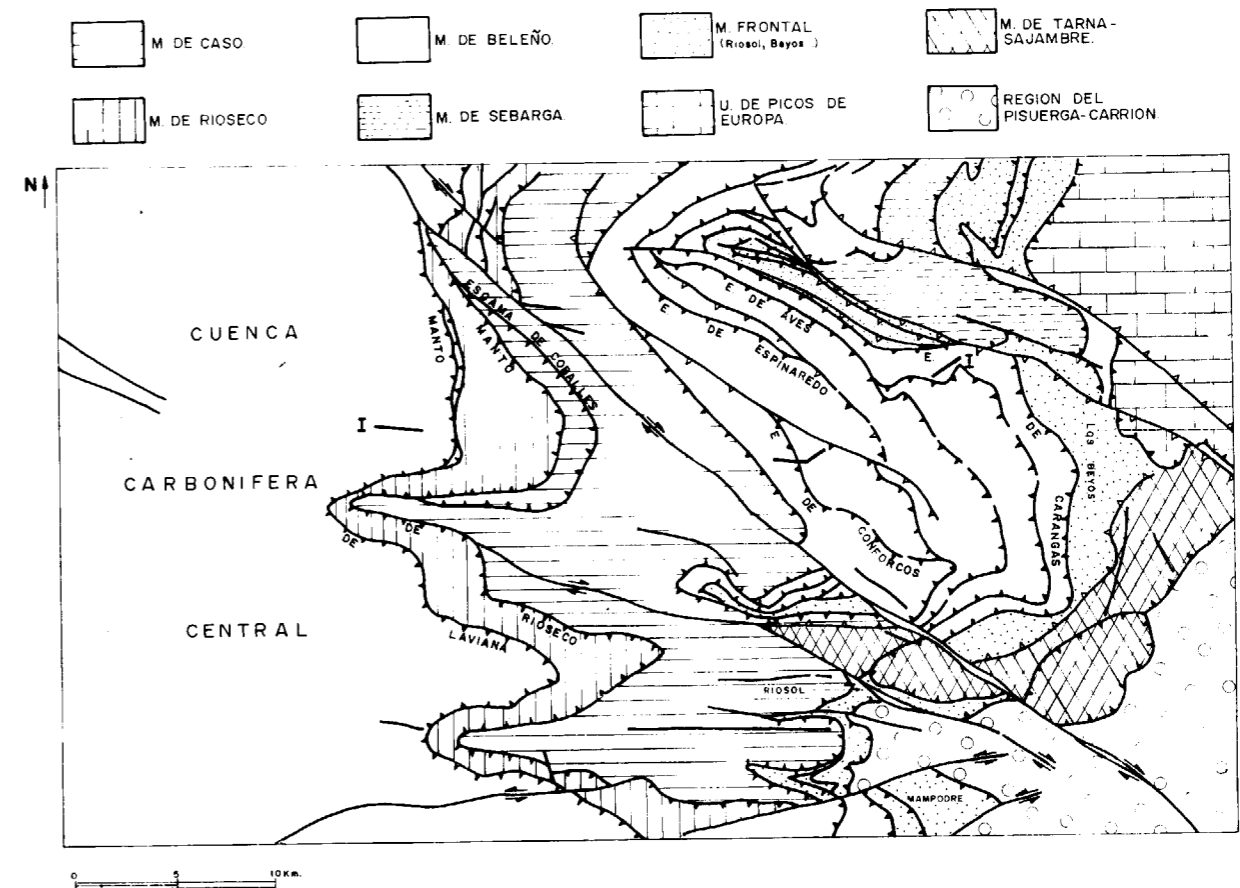 M. DE CASO.
M. DE BELEÑO.
M. FRONTAL
(Riosol, Beyos )
M. DE TARNA-
SAJAMBRE.
M. DE RIOSECO
M. DE SEBARGA.
U. DE PICOS DE
EUROPA.
REGION DEL
PISUERGA-CARRION.
N
CUENCA
CARBONIFERA
CENTRAL
MANTO
MANTO
ESCAMA DE CORALLES
E. DE AVES
E. DE ESPINAREDO
E.
I
I
DE
CARANGAS
LOS BEYOS
E. DE CONFORCOS
DE
DE
LAVIANA
RIOSECO
RIOSOL
MAMPODRE
0 5 10 Km.